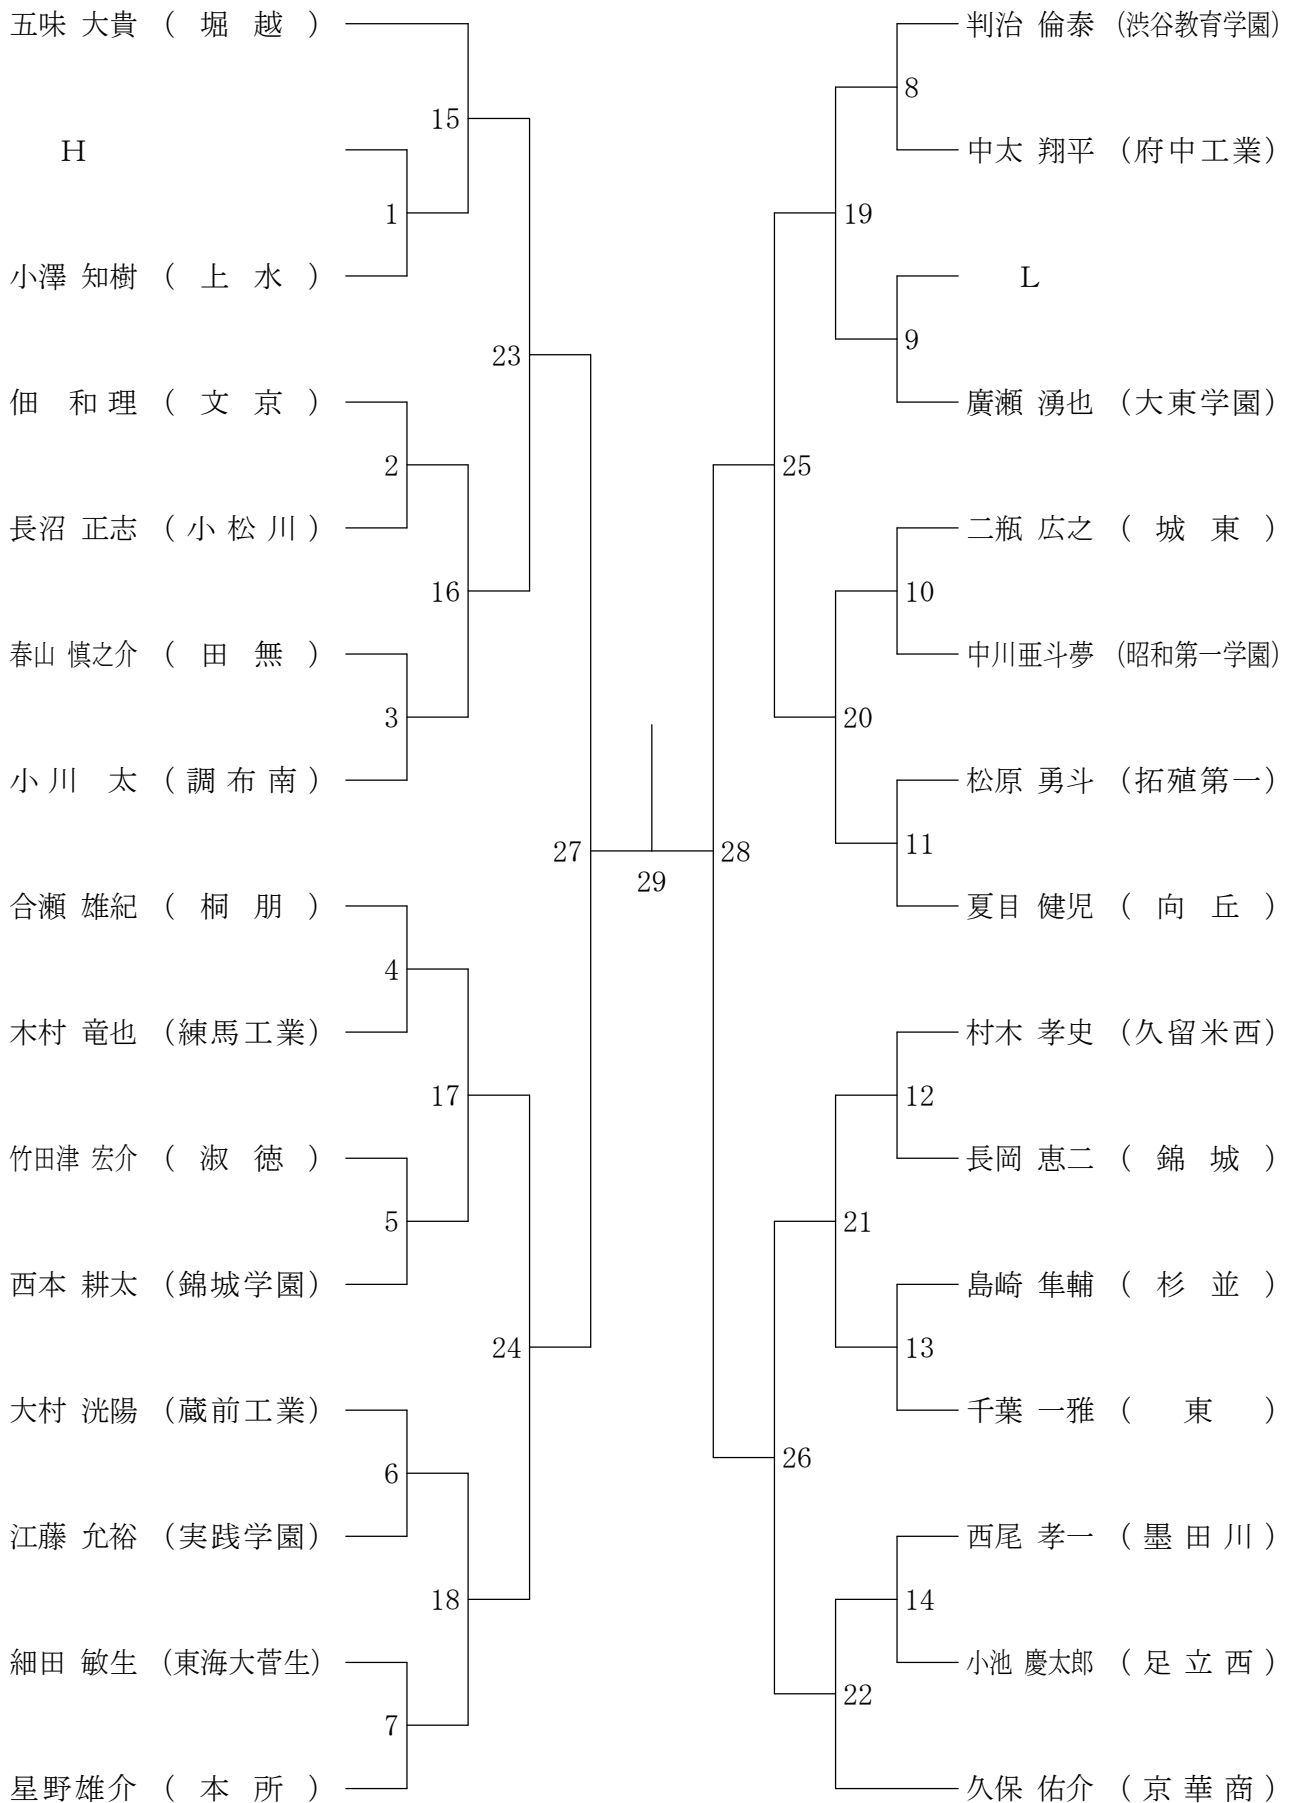 五味 大貴 ( 堀 越 )
H
小澤 知樹 ( 上 水 )
佃 和理 ( 文 京 )
長沼 正志 ( 小 松 川 )
春山 慎之介 ( 田 無 )
小川 太 ( 調 布 南 )
合瀬 雄紀 ( 桐 朋 )
木村 竜也 (練馬工業)
竹田津 宏介 ( 淑 徳 )
西本 耕太 (錦城学園)
大村 洸陽 (蔵前工業)
江藤 允裕 (実践学園)
細田 敏生 (東海大菅生)
星野雄介 ( 本 所 )
1
2
3
4
5
6
7
15
16
17
18
23
24
27
29
28
25
26
19
20
21
22
8
9
10
11
12
13
14
判治 倫泰 (渋谷教育学園)
中太 翔平 (府中工業)
L
廣瀬 湧也 (大東学園)
二瓶 広之 ( 城 東 )
中川亜斗夢 (昭和第一学園)
松原 勇斗 (拓殖第一)
夏目 健児 ( 向 丘 )
村木 孝史 (久留米西)
長岡 恵二 ( 錦 城 )
島崎 隼輔 ( 杉 並 )
千葉 一雅 ( 東 )
西尾 孝一 ( 墨 田 川 )
小池 慶太郎 ( 足 立 西 )
久保 佑介 ( 京 華 商 )